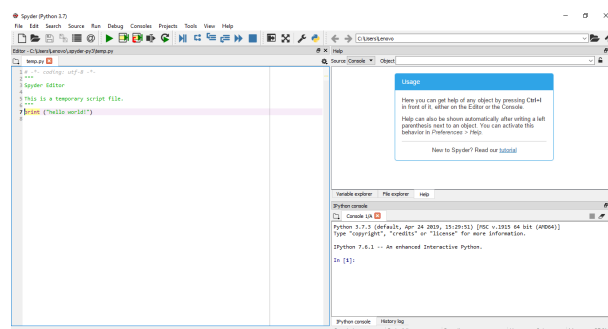 Spyder (Python 3.7)
File Edit Search Source Run Debug Consoles Projects Tools View Help
C:\Users\Lenovo
Editor - C:\Users\Lenovo\.spyder-py3\temp.py
temp.py
1 # -*- coding: utf-8 -*-
2 """
3 Spyder Editor
4
5 This is a temporary script file.
6 """
7 print ("hello world!")
8
Help
Source Console Object
Usage
Here you can get help of any object by pressing Ctrl+I
in front of it, either on the Editor or the Console.
Help can also be shown automatically after writing a left
parenthesis next to an object. You can activate this
behavior in Preferences > Help.
New to Spyder? Read our tutorial
Variable explorer File explorer Help
IPython console
Console 1/A
Python 3.7.3 (default, Apr 24 2019, 15:29:51) [MSC v.1915 64 bit (AMD64)]
Type "copyright", "credits" or "license" for more information.
IPython 7.6.1 -- An enhanced Interactive Python.
In [1]:
IPython console History log